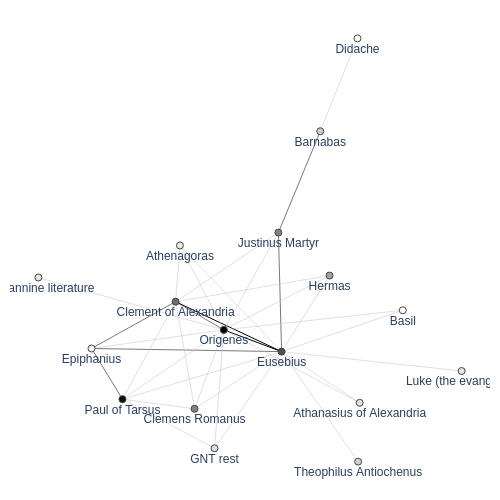 Didache
Barnabas
Justinus Martyr
Athenagoras
Hermas
annine literature
Clement of Alexandria
Basil
Origenes
Epiphanius
Eusebius
Luke (the evang
Paul of Tarsus
Athanasius of Alexandria
Clemens Romanus
GNT rest
Theophilus Antiochenus